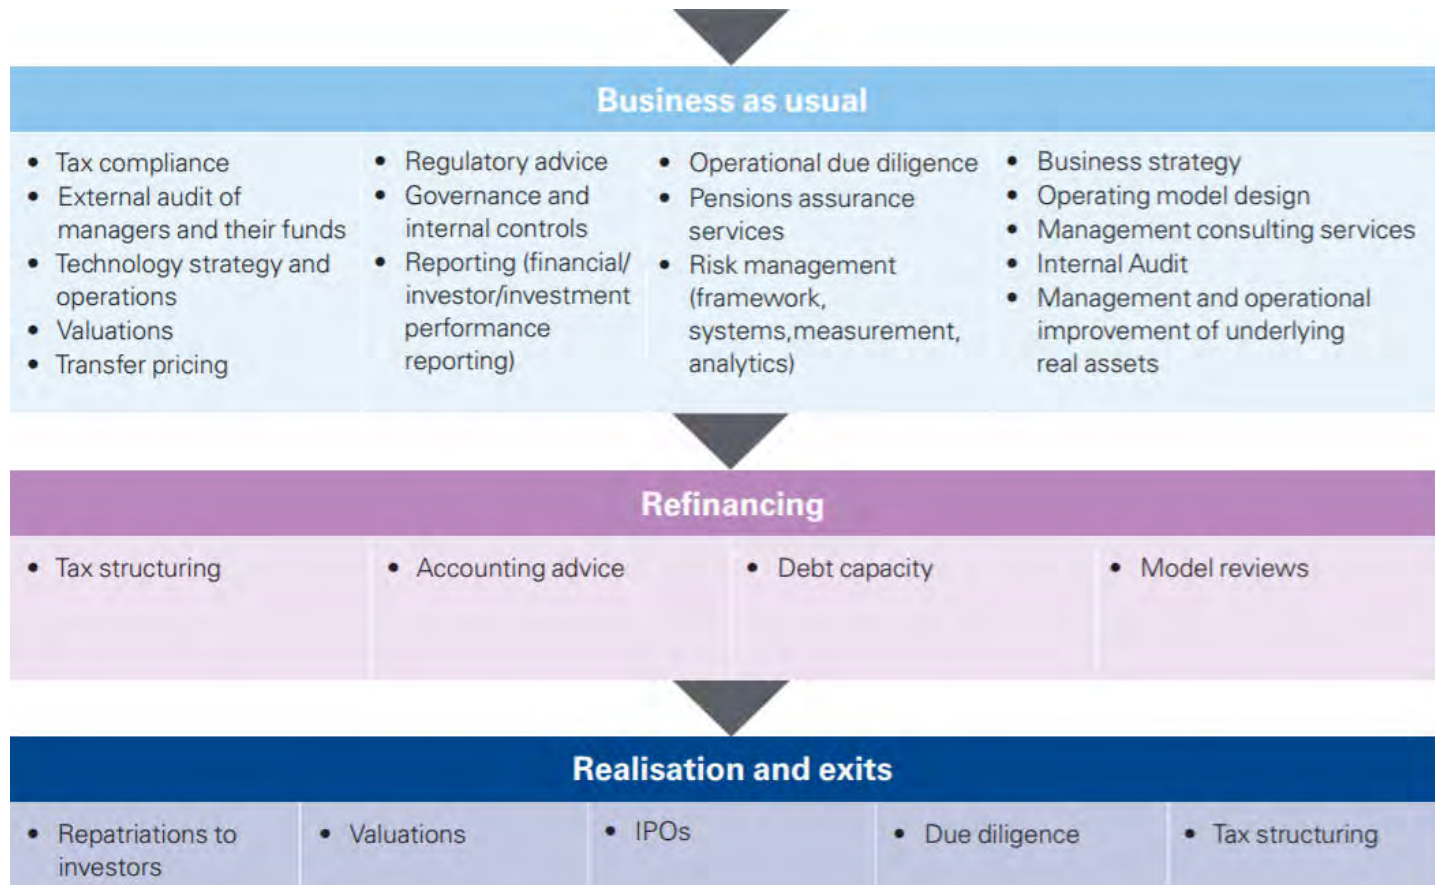 Business as usual
• Tax compliance
• External audit of
managers and their funds
• Technology strategy and
operations
• Valuations
• Transfer pricing
• Regulatory advice
• Governance and
internal controls
• Reporting (financial/
investor/investment
performance
reporting)
• Operational due diligence
• Pensions assurance
services
• Risk management
(framework,
systems,measurement,
analytics)
• Business strategy
• Operating model design
• Management consulting services
• Internal Audit
• Management and operational
improvement of underlying
real assets
Refinancing
• Tax structuring
• Accounting advice
• Debt capacity
• Model reviews
Realisation and exits
• Repatriations to
investors
• Valuations
• IPOs
• Due diligence
• Tax structuring